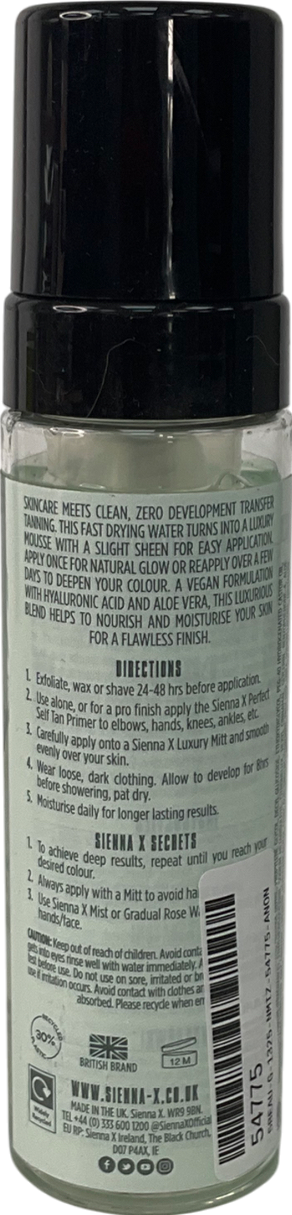 SKINCARE MEETS CLEAN, ZERO DEVELOPMENT TRANSFER
TANNING. THIS FAST DRYING WATER TURNS INTO A LUXURY
MOUSSE WITH A SLIGHT SHEEN FOR EASY APPLICATION.
APPLY ONCE FOR NATURAL GLOW OR REAPPLY OVER A FEW
DAYS TO DEEPEN YOUR COLOUR. A VEGAN FORMULATION
WITH HYALURONIC ACID AND ALOE VERA, THIS LUXURIOUS
BLEND HELPS TO NOURISH AND MOISTURISE YOUR SKIN
FOR A FLAWLESS FINISH.
DIRECTIONS
1. Exfoliate, wax or shave 24-48 hrs before application.
2. Use alone, or for a pro finish apply the Sienna X Perfect
Self Tan Primer to elbows, hands, knees, ankles, etc.
3. Carefully apply onto a Sienna X Luxury Mitt and smooth
evenly over your skin.
4. Wear loose, dark clothing. Allow to develop for 8hrs
before showering, pat dry.
5. Moisturise daily for longer lasting results.
SIENNA X SECRETS
1. To achieve deep results, repeat until you reach your
desired colour.
2. Always apply with a Mitt to avoid
3. Use Sienna X Mist or Gradual Rose
hands/face.
CAUTION: Keep out of reach of children. Avoid
gets into eyes rinse well with water immediately.
test before use. Do not use on sore, irritated or
use if irritation occurs. Avoid contact with clothes
absorbed. Please recycle when
30%
BRITISH BRAND
12 M
Widely
Recycled
WWW.SIENNA-X.CO.UK
MADE IN THE UK. Sienna X. WR9 9BN.
TEL +44 (0) 333 600 1200 @SiennaXOfficial
EU RP: Sienna X Ireland, The Black Church,
D07 P4AX, IE
54775